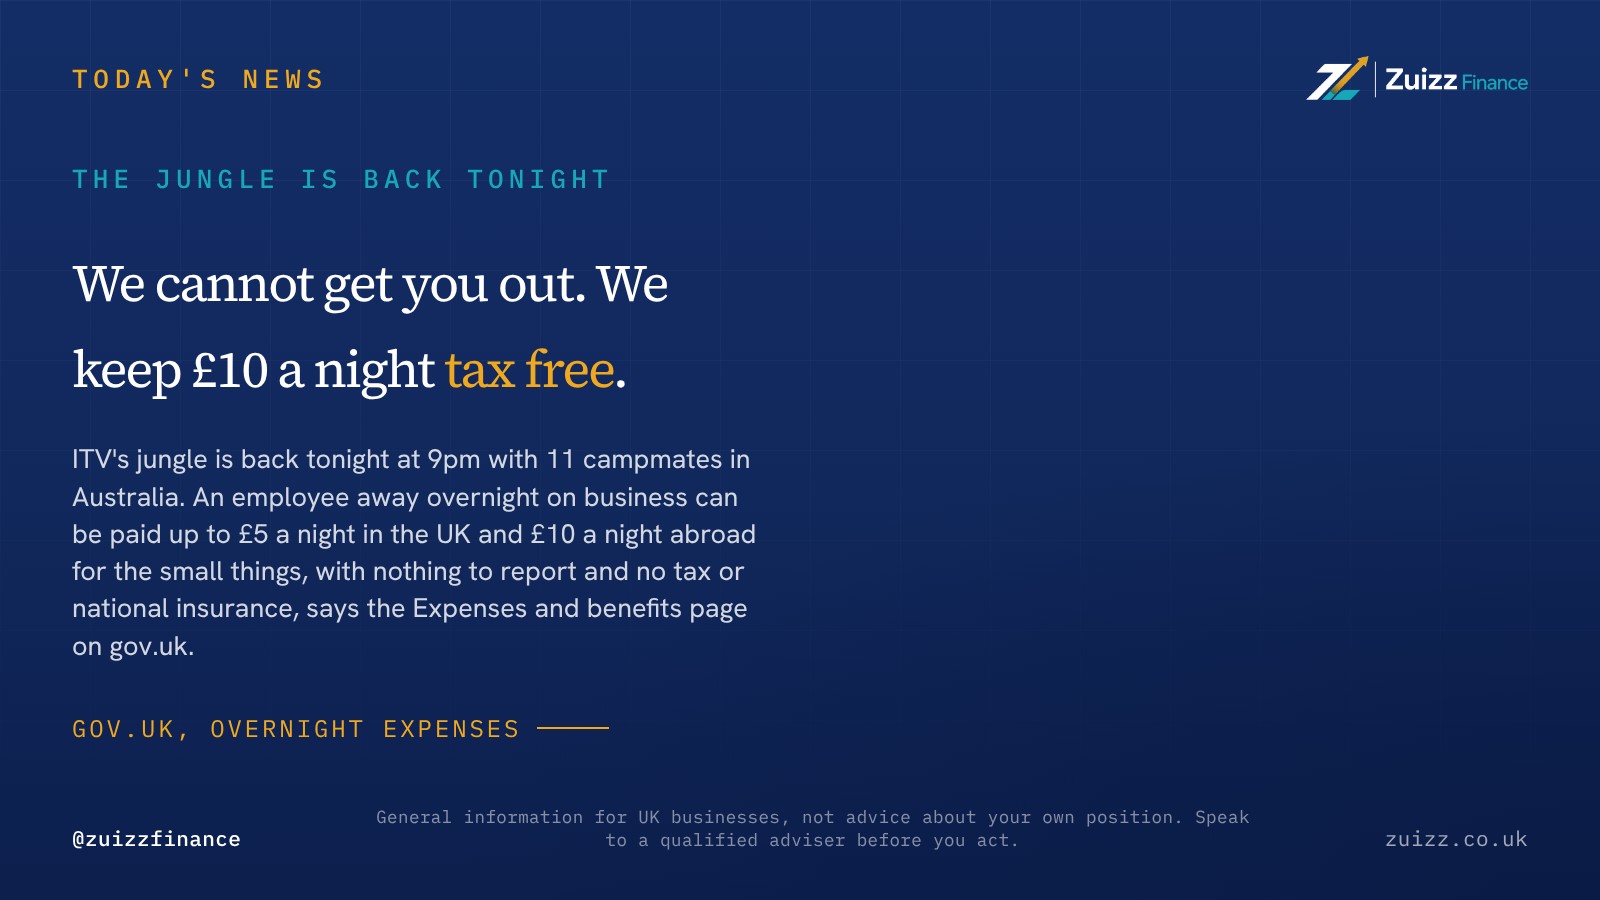 TODAY'S NEWS
Zuizz Finance
THE JUNGLE IS BACK TONIGHT
We cannot get you out. We
keep £10 a night tax free.
ITV's jungle is back tonight at 9pm with 11 campmates in
Australia. An employee away overnight on business can
be paid up to £5 a night in the UK and £10 a night abroad
for the small things, with nothing to report and no tax or
national insurance, says the Expenses and benefits page
on gov.uk.
GOV.UK, OVERNIGHT EXPENSES
General information for UK businesses, not advice about your own position. Speak
to a qualified adviser before you act.
@zuizzfinance
zuizz.co.uk